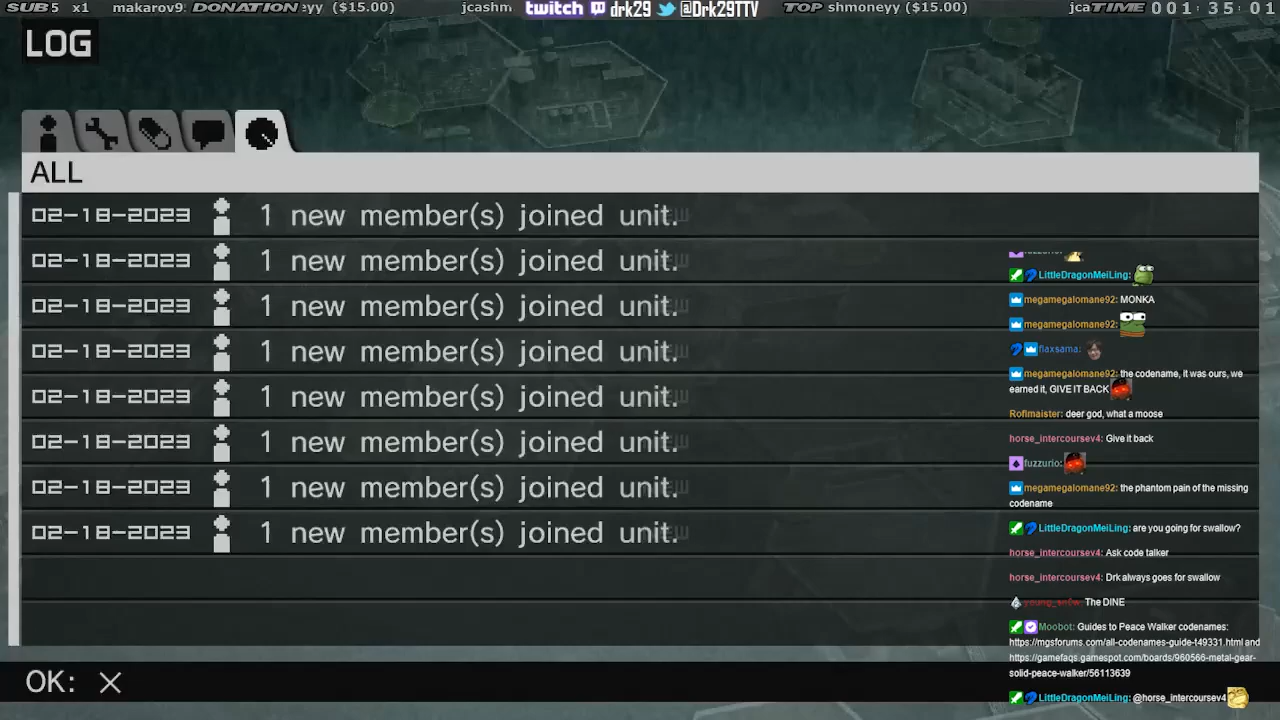 SUB 5 x1 makarov9 DONATION eyy ($15.00) jcashm twitch drk29 @Drk29TTV TOP shmoneyy ($15.00) jca TIME 001:35:01
LOG
ALL
02-18-2023 1 new member(s) joined unit.
02-18-2023 1 new member(s) joined unit.
02-18-2023 1 new member(s) joined unit.
02-18-2023 1 new member(s) joined unit.
02-18-2023 1 new member(s) joined unit.
02-18-2023 1 new member(s) joined unit.
02-18-2023 1 new member(s) joined unit.
02-18-2023 1 new member(s) joined unit.
LittleDragonMeiLing:
megamegalomane92: MONKA
megamegalomane92:
flaxsama:
megamegalomane92: the codename, it was ours, we
earned it, GIVE IT BACK
Roflmaister: deer god, what a moose
horse_intercoursev4: Give it back
fuzzurio:
megamegalomane92: the phantom pain of the missing
codename
LittleDragonMeiLing: are you going for swallow?
horse_intercoursev4: Ask code talker
horse_intercoursev4: Drk always goes for swallow
The DINE
Moobot: Guides to Peace Walker codenames:
https://mgsforums.com/all-codenames-guide-t49331.html and
https://gamefaqs.gamespot.com/boards/960566-metal-gear-
solid-peace-walker/56113639
LittleDragonMeiLing: @horse_intercoursev4
OK: